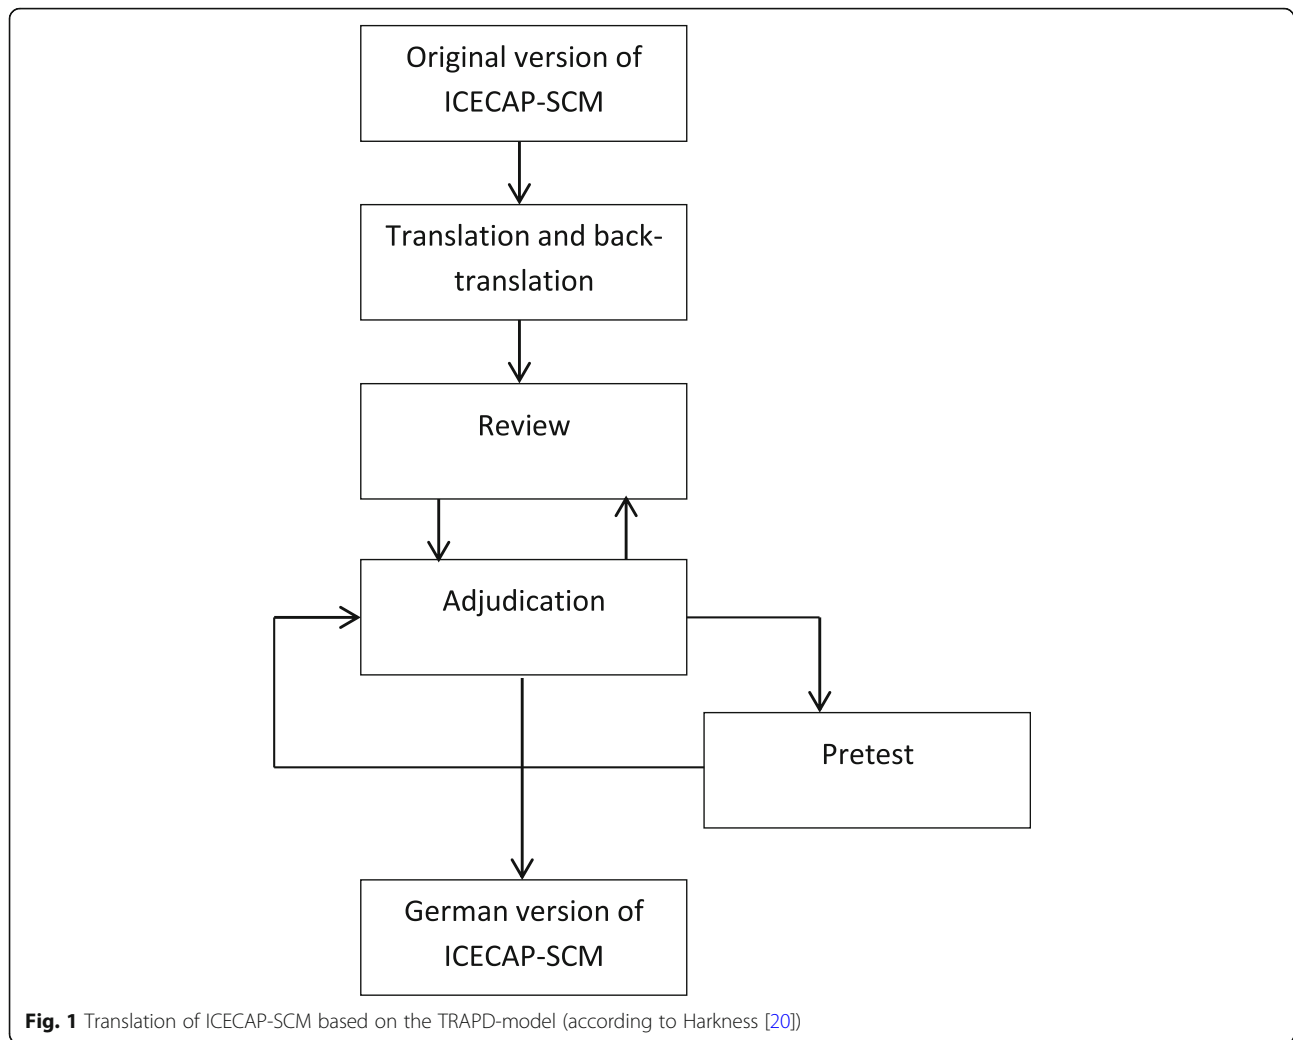 Original version of
ICECAP-SCM
Translation and back-
translation
Review
Adjudication
Pretest
German version of
ICECAP-SCM
Fig. 1 Translation of ICECAP-SCM based on the TRAPD-model (according to Harkness [20])